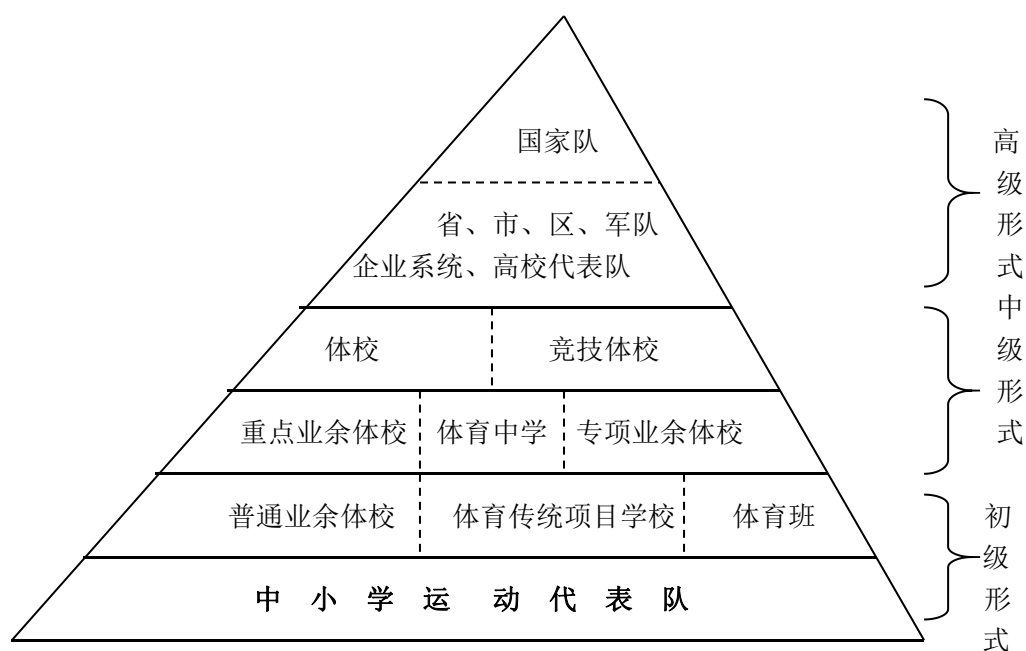 国家队
省、市、区、军队
企业系统、高校代表队
体校 竞技体校
重点业余体校 体育中学 专项业余体校
普通业余体校 体育传统项目学校 体育班
中小学运动代表队
高级形式
中级形式
初级形式